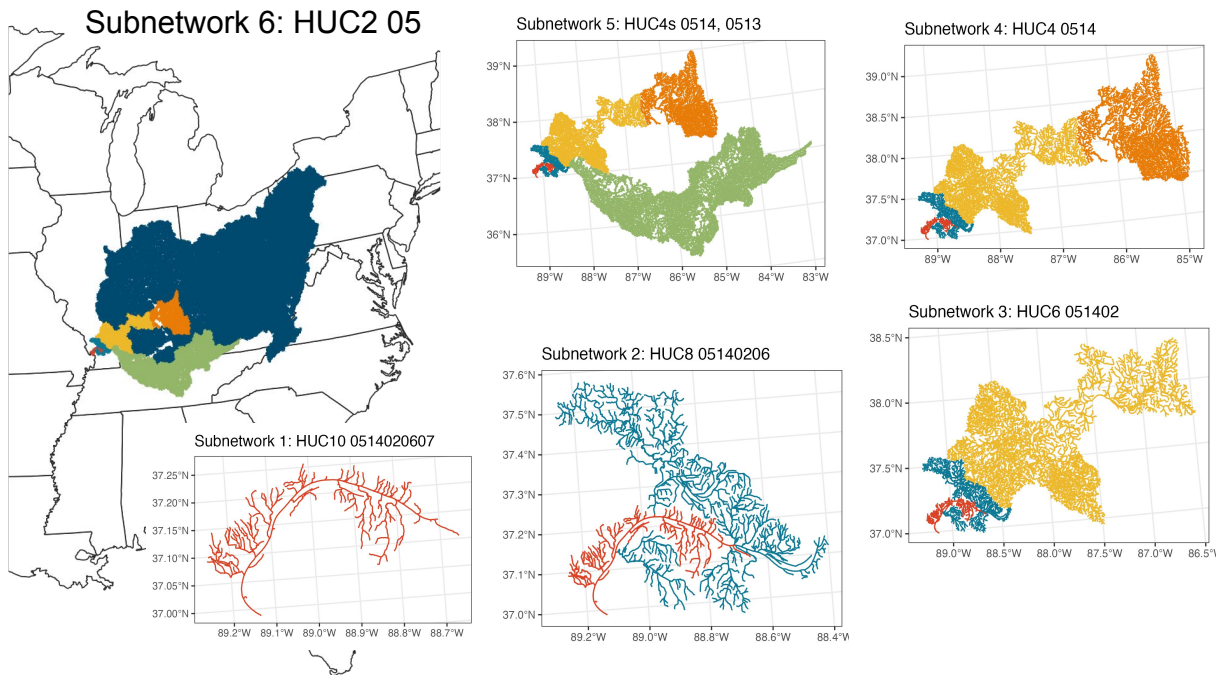 Subnetwork 6: HUC2 05
Subnetwork 5: HUC4s 0514, 0513
39°N
38°N
37°N
36°N
89°W 88°W 87°W 86°W 85°W 84°W 83°W
Subnetwork 4: HUC4 0514
39.0°N
38.5°N
38.0°N
37.5°N
37.0°N
89°W 88°W 87°W 86°W 85°W
Subnetwork 1: HUC10 0514020607
37.25°N
37.20°N
37.15°N
37.10°N
37.05°N
37.00°N
89.2°W 89.1°W 89.0°W 88.9°W 88.8°W 88.7°W
Subnetwork 2: HUC8 05140206
37.6°N
37.5°N
37.4°N
37.3°N
37.2°N
37.1°N
37.0°N
89.2°W 89.0°W 88.8°W 88.6°W 88.4°W
Subnetwork 3: HUC6 051402
38.5°N
38.0°N
37.5°N
37.0°N
89.0°W 88.5°W 88.0°W 87.5°W 87.0°W 86.5°W